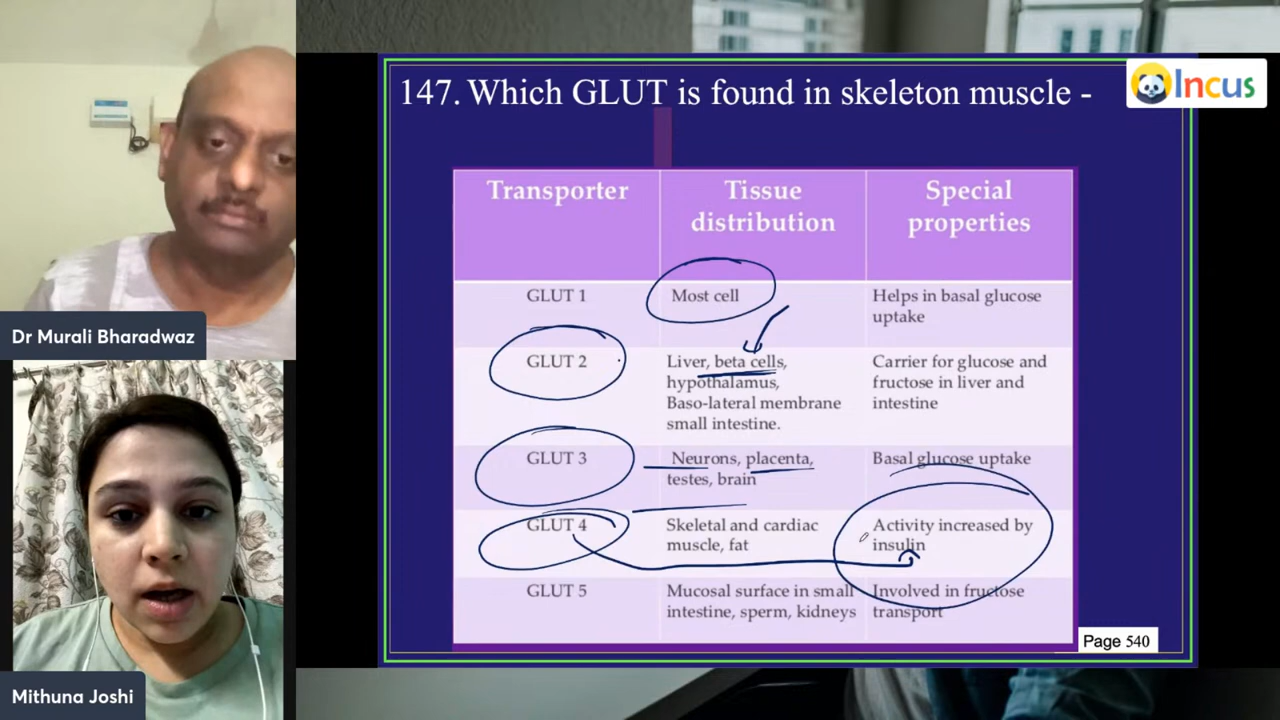 147. Which GLUT is found in skeleton muscle -
Incus
Transporter
Tissue
distribution
Special
properties
GLUT 1
Most cell
Helps in basal glucose
uptake
GLUT 2
Liver, beta cells,
hypothalamus,
Baso-lateral membrane
small intestine.
Carrier for glucose and
fructose in liver and
intestine
GLUT 3
Neurons, placenta,
testes, brain
Basal glucose uptake
GLUT 4
Skeletal and cardiac
muscle, fat
Activity increased by
insulin
GLUT 5
Mucosal surface in small
intestine, sperm, kidneys
Involved in fructose
transport
Page 540
Dr Murali Bharadwaz
Mithuna Joshi